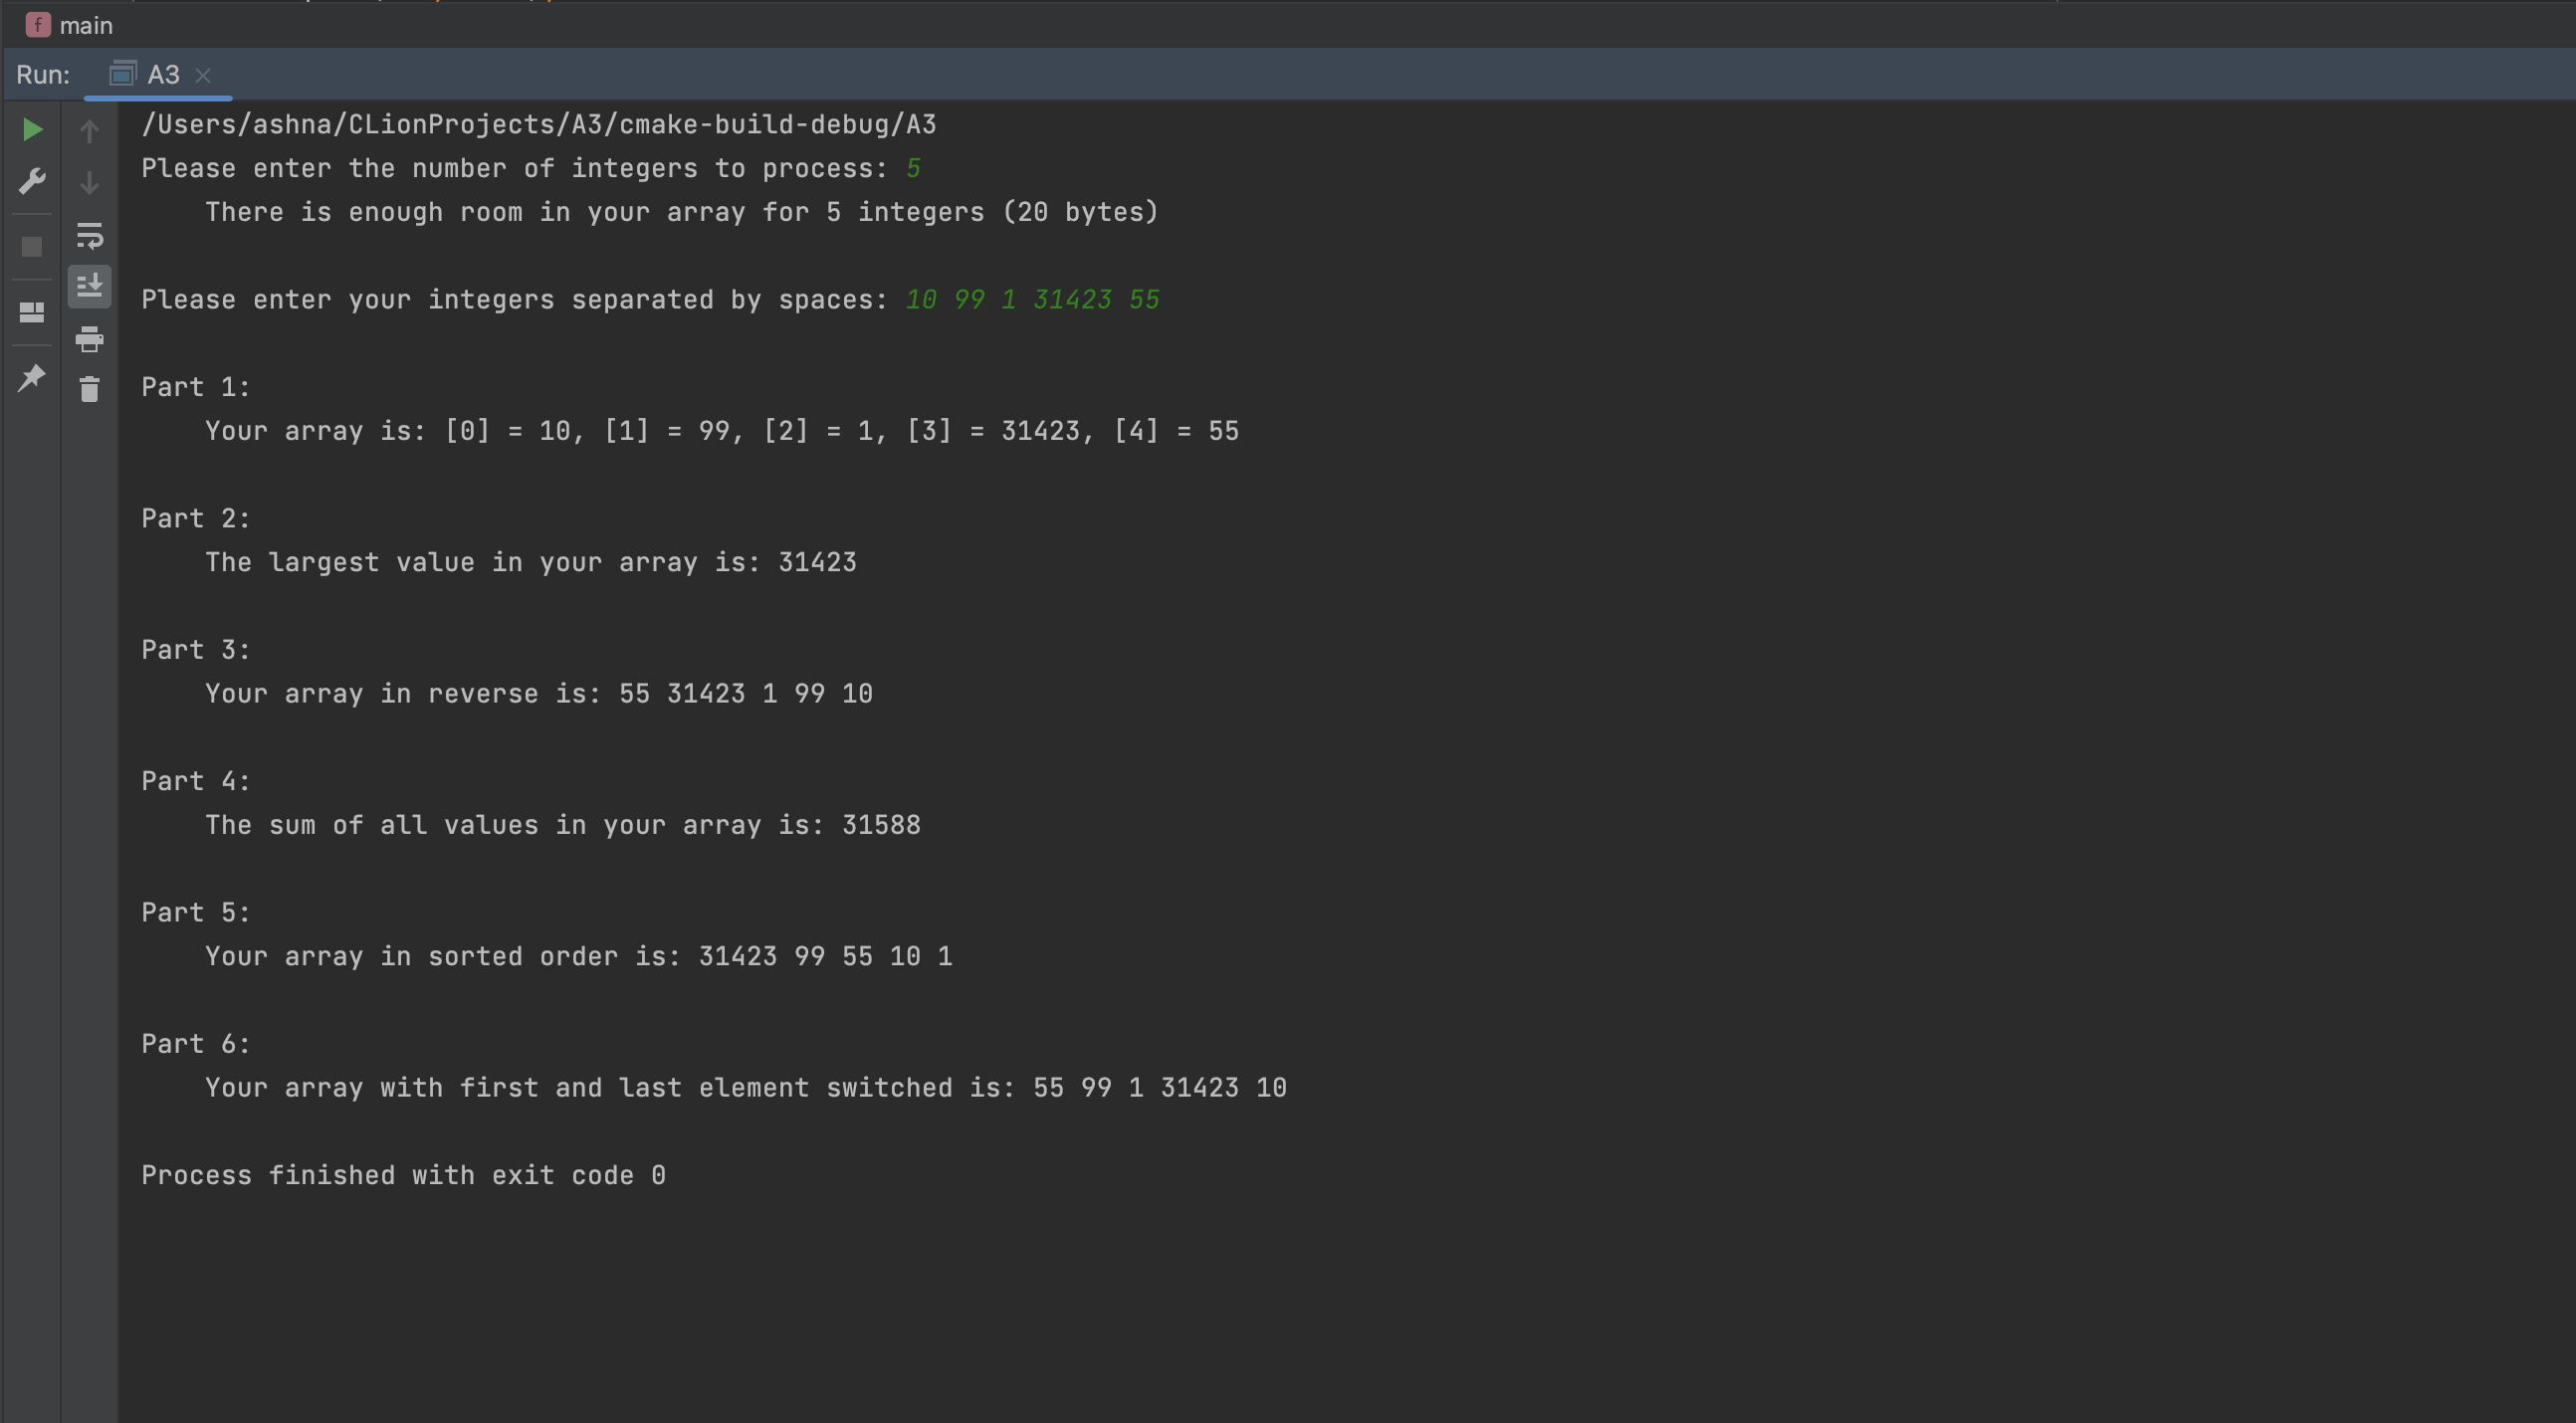 main
Run: A3
/Users/ashna/CLionProjects/A3/cmake-build-debug/A3
Please enter the number of integers to process: 5
There is enough room in your array for 5 integers (20 bytes)
Please enter your integers separated by spaces: 10 99 1 31423 55
Part 1:
Your array is: [0] = 10, [1] = 99, [2] = 1, [3] = 31423, [4] = 55
Part 2:
The largest value in your array is: 31423
Part 3:
Your array in reverse is: 55 31423 1 99 10
Part 4:
The sum of all values in your array is: 31588
Part 5:
Your array in sorted order is: 31423 99 55 10 1
Part 6:
Your array with first and last element switched is: 55 99 1 31423 10
Process finished with exit code 0